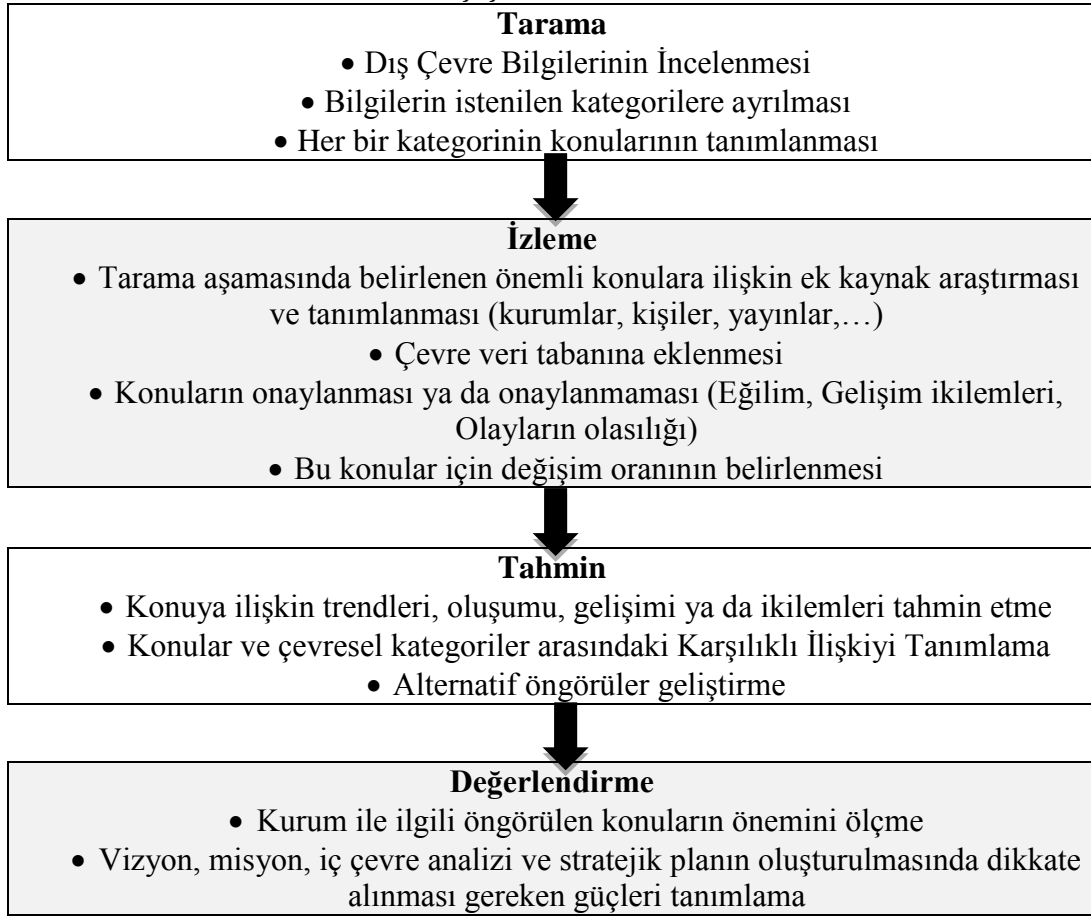 Tarama
• Dış Çevre Bilgilerinin İncelenmesi
• Bilgilerin istenilen kategorilere ayrılması
• Her bir kategorinin konularının tanımlanması
İzleme
• Tarama aşamasında belirlenen önemli konulara ilişkin ek kaynak araştırması
ve tanımlanması (kurumlar, kişiler, yayınlar,…)
• Çevre veri tabanına eklenmesi
• Konuların onaylanması ya da onaylanmaması (Eğilim, Gelişim ikilemleri,
Olayların olasılığı)
• Bu konular için değişim oranının belirlenmesi
Tahmin
• Konuya ilişkin trendleri, oluşumu, gelişimi ya da ikilemleri tahmin etme
• Konular ve çevresel kategoriler arasındaki Karşılıklı İlişkiyi Tanımlama
• Alternatif öngörüler geliştirme
Değerlendirme
• Kurum ile ilgili öngörülen konuların önemini ölçme
• Vizyon, misyon, iç çevre analizi ve stratejik planın oluşturulmasında dikkate
alınması gereken güçleri tanımlama